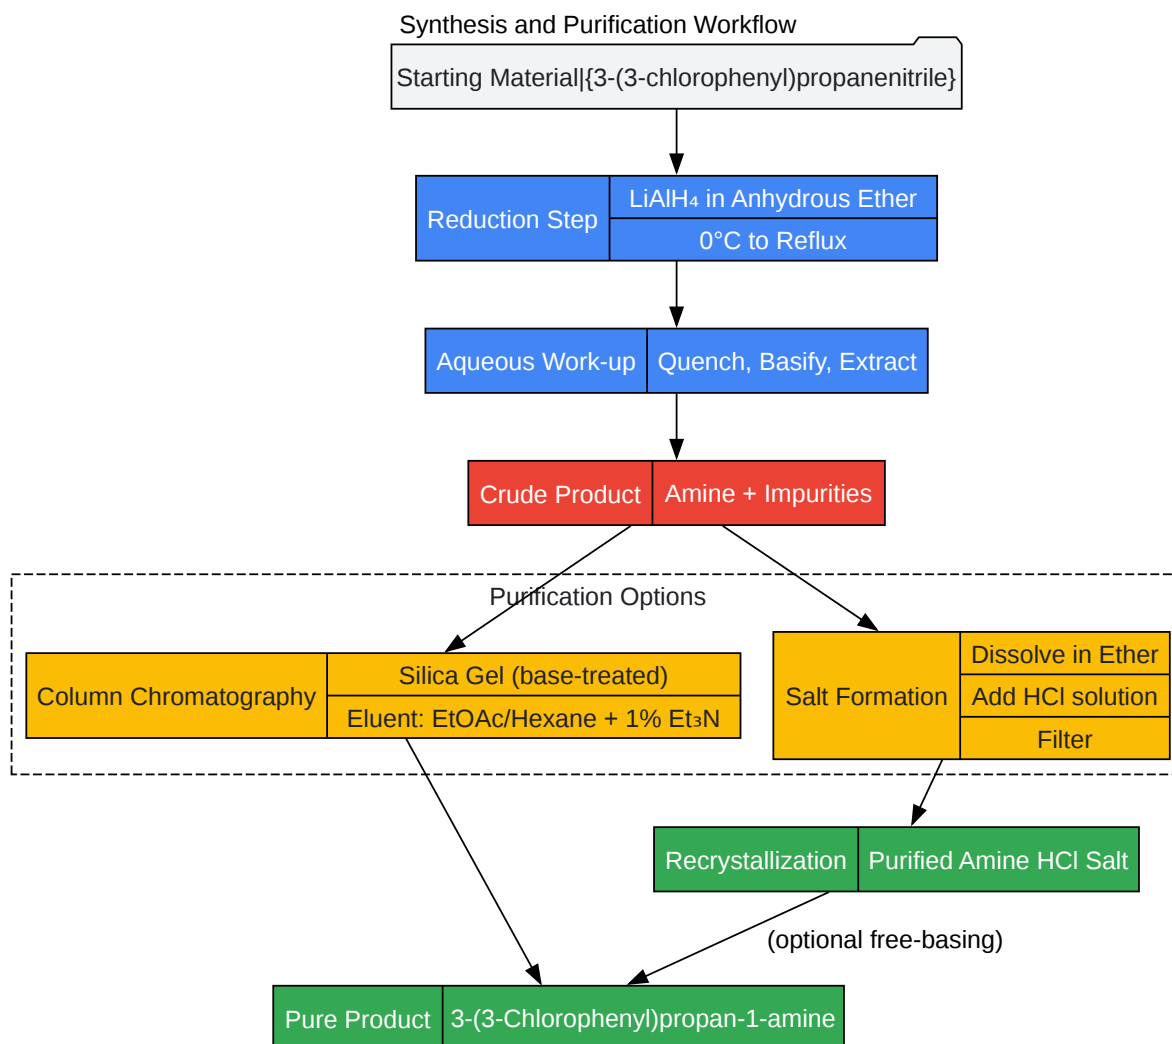 Synthesis and Purification Workflow
Starting Material|{3-(3-chlorophenyl)propanenitrile}
Reduction Step
LiAlH₄ in Anhydrous Ether
0°C to Reflux
Aqueous Work-up
Quench, Basify, Extract
Crude Product
Amine + Impurities
Purification Options
Column Chromatography
Silica Gel (base-treated)
Eluent: EtOAc/Hexane + 1% Et₃N
Salt Formation
Dissolve in Ether
Add HCl solution
Filter
Recrystallization
Purified Amine HCl Salt
(optional free-basing)
Pure Product
3-(3-Chlorophenyl)propan-1-amine